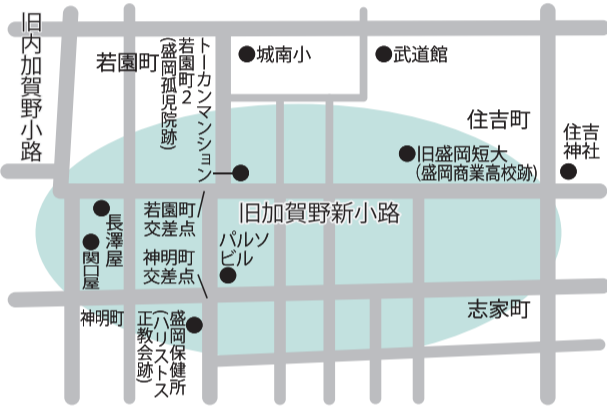 旧内加賀野小路
若園町
トーカンマンション
若園町2
(盛岡孤児院跡)
城南小
武道館
住吉町
住吉
神社
旧盛岡短大
(盛岡商業高校跡)
若園町
交差点
旧加賀野新小路
長澤屋
関口屋
神明町
交差点
パルソ
ビル
神明町
盛岡保健所
(ハリストス
正教会跡)
志家町